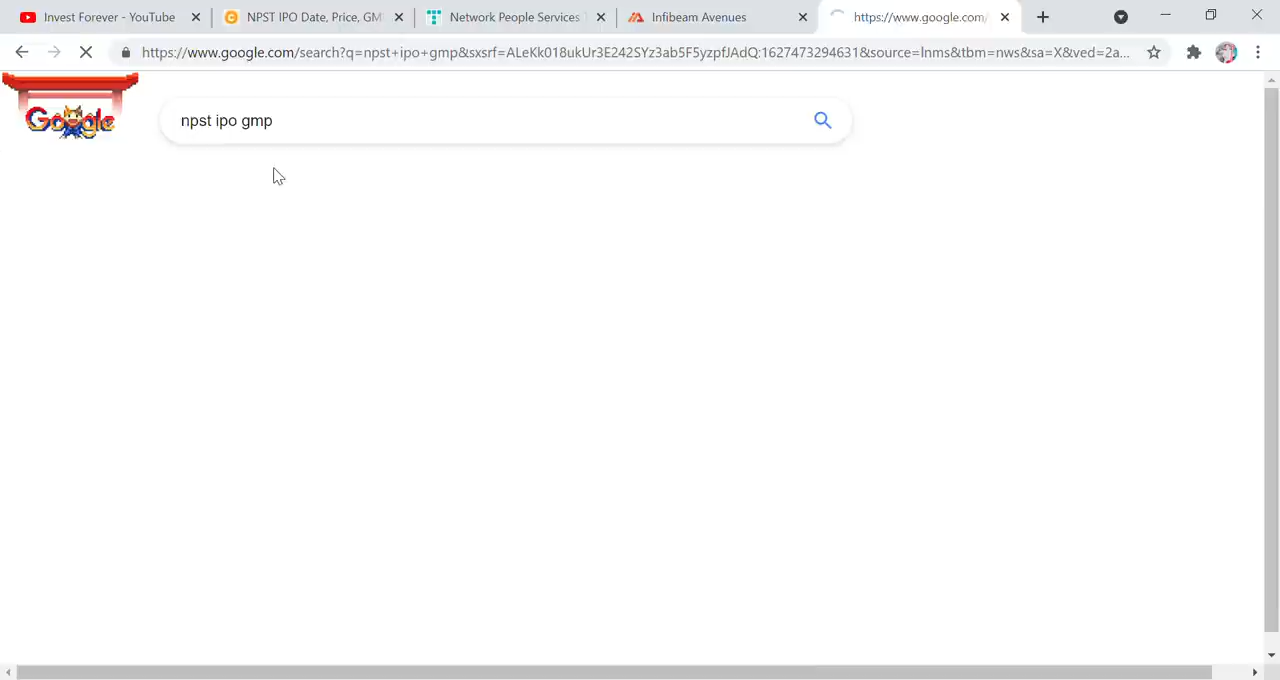 Invest Forever - YouTube
NPST IPO Date, Price, GM
Network People Services
Infibeam Avenues
https://www.google.com/
https://www.google.com/search?q=npst+ipo+gmp&sxsrf=ALeKk018ukUr3E242SYz3ab5F5yzpfJAdQ:1627473294631&source=lnms&tbm=nws&sa=X&ved=2a...
Google
npst ipo gmp